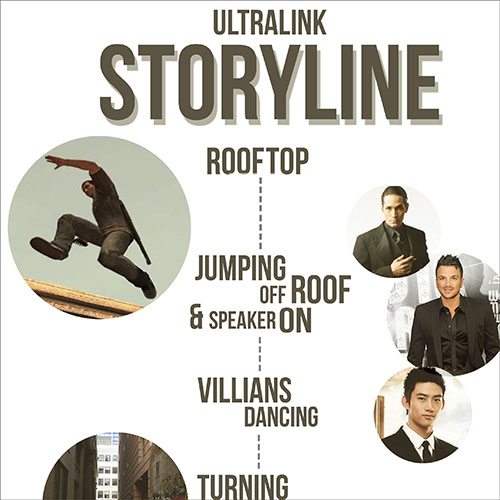 ULTRALINK
STORYLINE
ROOFTOP
JUMPING
OFF ROOF
& SPEAKER ON
VILLIANS
DANCING
TURNING